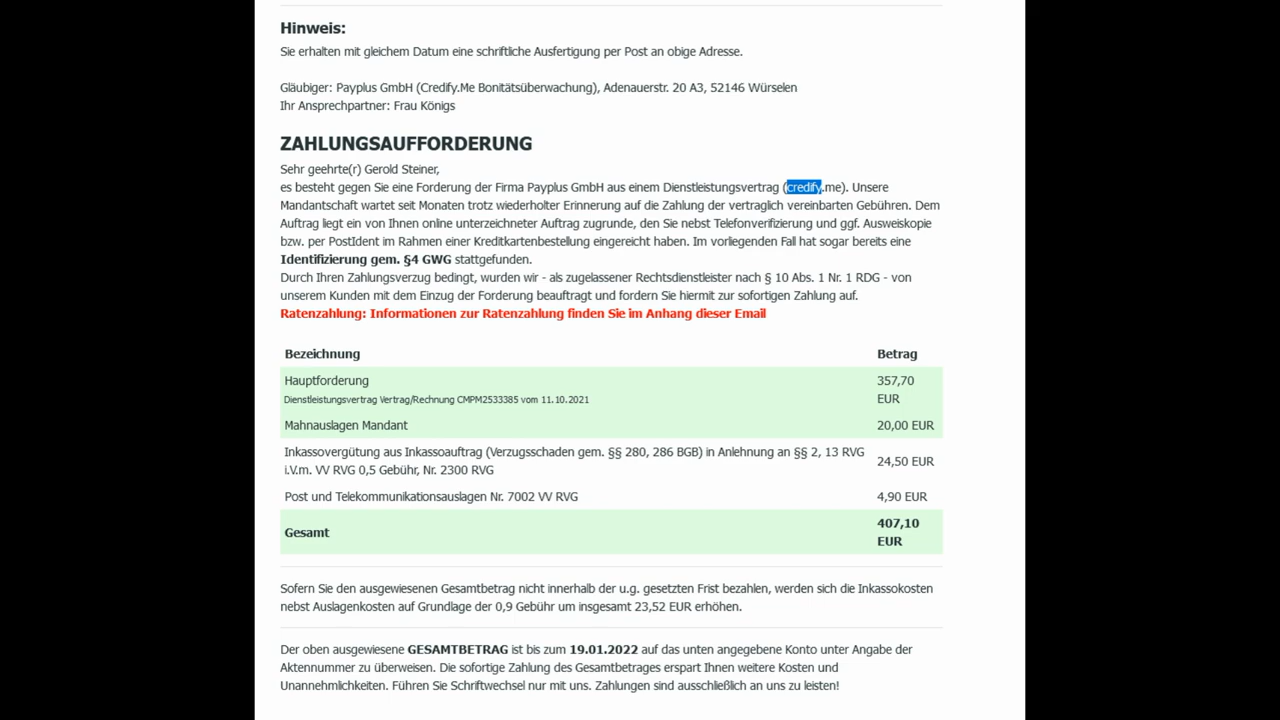 Hinweis:
Sie erhalten mit gleichem Datum eine schriftliche Ausfertigung per Post an obige Adresse.
Gläubiger: Payplus GmbH (Credify.Me Bonitätsüberwachung), Adenauerstr. 20 A3, 52146 Würselen
Ihr Ansprechpartner: Frau Königs
ZAHLUNGSAUFFORDERUNG
Sehr geehrte(r) Gerold Steiner,
es besteht gegen Sie eine Forderung der Firma Payplus GmbH aus einem Dienstleistungsvertrag (credify.me). Unsere
Mandantschaft wartet seit Monaten trotz wiederholter Erinnerung auf die Zahlung der vertraglich vereinbarten Gebühren. Dem
Auftrag liegt ein von Ihnen online unterzeichneter Auftrag zugrunde, den Sie nebst Telefonverifizierung und ggf. Ausweiskopie
bzw. per PostIdent im Rahmen einer Kreditkartenbestellung eingereicht haben. Im vorliegenden Fall hat sogar bereits eine
Identifizierung gem. §4 GWG stattgefunden.
Durch Ihren Zahlungsverzug bedingt, wurden wir - als zugelassener Rechtsdienstleister nach § 10 Abs. 1 Nr. 1 RDG - von
unserem Kunden mit dem Einzug der Forderung beauftragt und fordern Sie hiermit zur sofortigen Zahlung auf.
Ratenzahlung: Informationen zur Ratenzahlung finden Sie im Anhang dieser Email
Bezeichnung Betrag
Hauptforderung 357,70
Dienstleistungsvertrag Vertrag/Rechnung CMPM2533385 vom 11.10.2021 EUR
Mahnauslagen Mandant 20,00 EUR
Inkassovergütung aus Inkassoauftrag (Verzugsschaden gem. §§ 280, 286 BGB) in Anlehnung an §§ 2, 13 RVG
i.V.m. VV RVG 0,5 Gebühr, Nr. 2300 RVG 24,50 EUR
Post und Telekommunikationsauslagen Nr. 7002 VV RVG 4,90 EUR
Gesamt 407,10
EUR
Sofern Sie den ausgewiesenen Gesamtbetrag nicht innerhalb der u.g. gesetzten Frist bezahlen, werden sich die Inkassokosten
nebst Auslagenkosten auf Grundlage der 0,9 Gebühr um insgesamt 23,52 EUR erhöhen.
Der oben ausgewiesene GESAMTBETRAG ist bis zum 19.01.2022 auf das unten angegebene Konto unter Angabe der
Aktennummer zu überweisen. Die sofortige Zahlung des Gesamtbetrages erspart Ihnen weitere Kosten und
Unannehmlichkeiten. Führen Sie Schriftwechsel nur mit uns. Zahlungen sind ausschließlich an uns zu leisten!